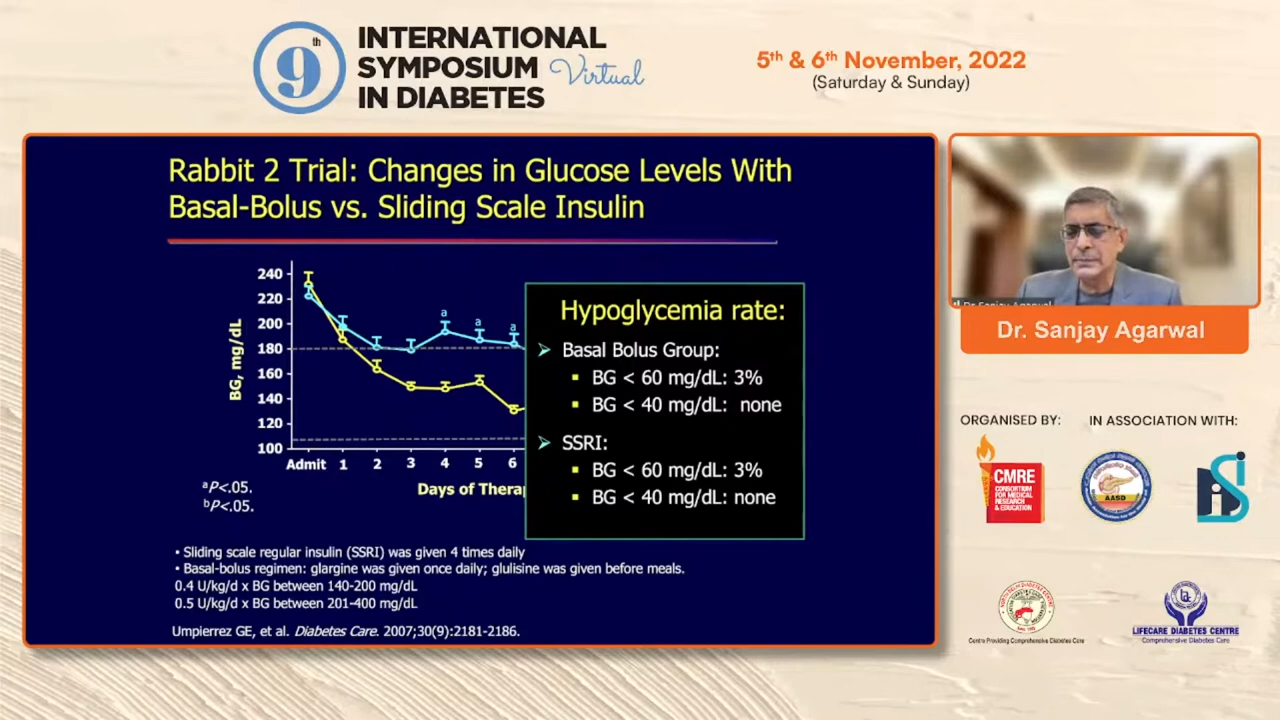 9th
INTERNATIONAL
SYMPOSIUM Virtual
IN DIABETES
5th & 6th November, 2022
(Saturday & Sunday)
Rabbit 2 Trial: Changes in Glucose Levels With
Basal-Bolus vs. Sliding Scale Insulin
BG, mg/dL
240
220
200
180
160
140
120
100
a a a
Admit 1 2 3 4 5 6
Days of Therap
aP<.05.
bP<.05.
Hypoglycemia rate:
Basal Bolus Group:
BG < 60 mg/dL: 3%
BG < 40 mg/dL: none
SSRI:
BG < 60 mg/dL: 3%
BG < 40 mg/dL: none
• Sliding scale regular insulin (SSRI) was given 4 times daily
• Basal-bolus regimen: glargine was given once daily; glulisine was given before meals.
0.4 U/kg/d x BG between 140-200 mg/dL
0.5 U/kg/d x BG between 201-400 mg/dL
Umpierrez GE, et al. Diabetes Care. 2007;30(9):2181-2186.
Dr. Sanjay Agarwal
Dr. Sanjay Agarwal
ORGANISED BY:
IN ASSOCIATION WITH:
CMRE
CONSORTIUM
FOR MEDICAL
RESEARCH
& EDUCATION
AASD
Centre Providing Comprehensive Diabetes Care
LIFECARE DIABETES CENTRE
Comprehensive Diabetes Care